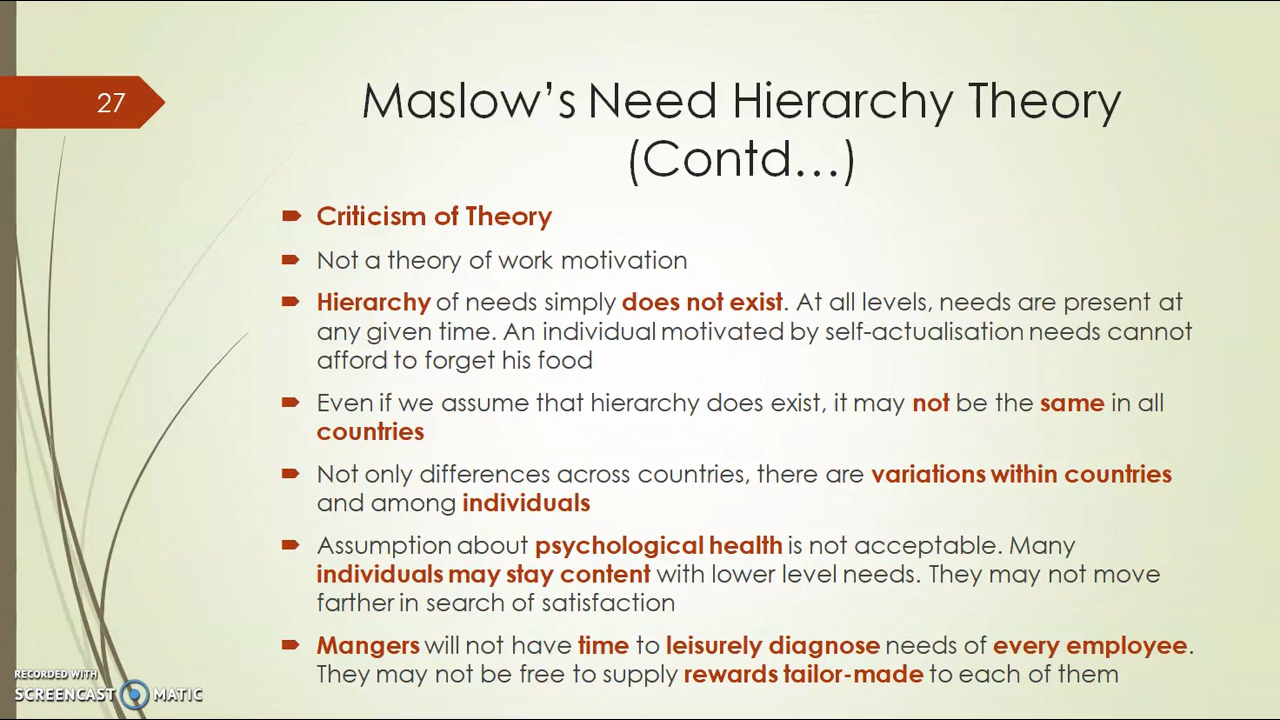 27
Maslow's Need Hierarchy Theory
(Contd…)
Criticism of Theory
Not a theory of work motivation
Hierarchy of needs simply does not exist. At all levels, needs are present at
any given time. An individual motivated by self-actualisation needs cannot
afford to forget his food
Even if we assume that hierarchy does exist, it may not be the same in all
countries
Not only differences across countries, there are variations within countries
and among individuals
Assumption about psychological health is not acceptable. Many
individuals may stay content with lower level needs. They may not move
farther in search of satisfaction
Mangers will not have time to leisurely diagnose needs of every employee.
They may not be free to supply rewards tailor-made to each of them
RECORDED WITH
SCREENCAST MATIC